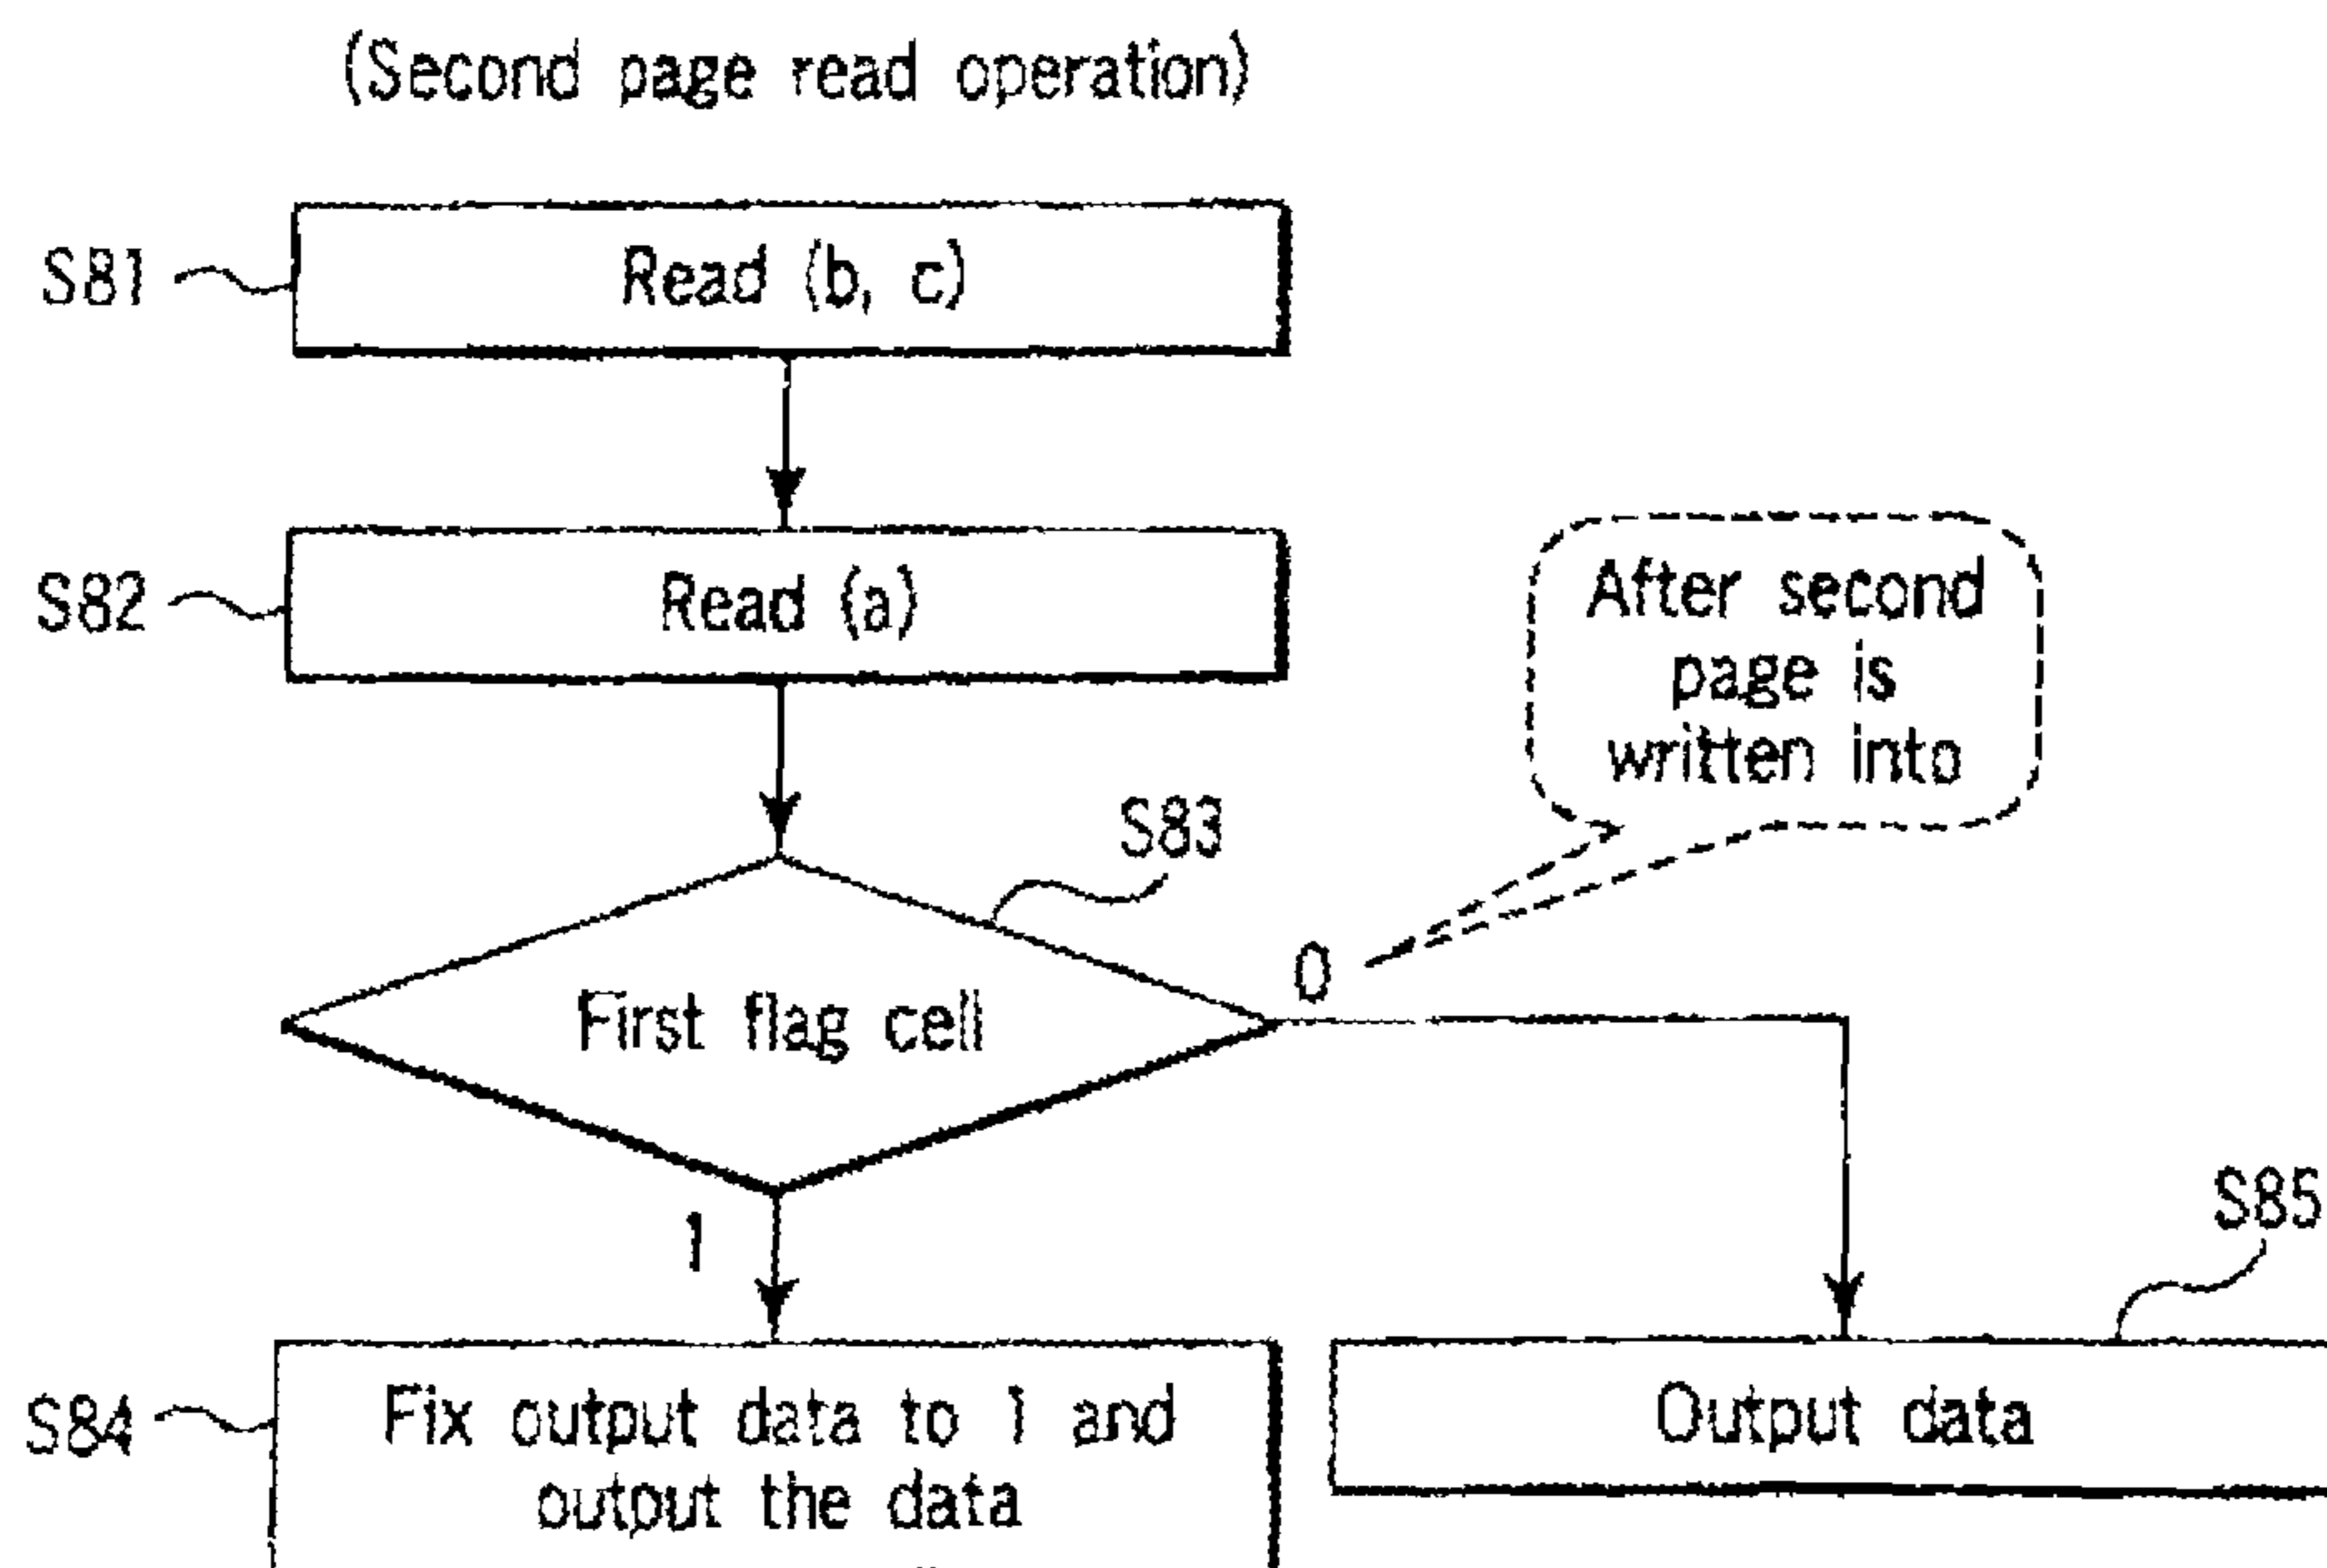 (Second page read operation)
S81
Read (b, c)
S82
Read (a)
After second
page is
written into
S83
First flag cell
0
1
S85
S84
Fix output data to 1 and
output the data
Output data